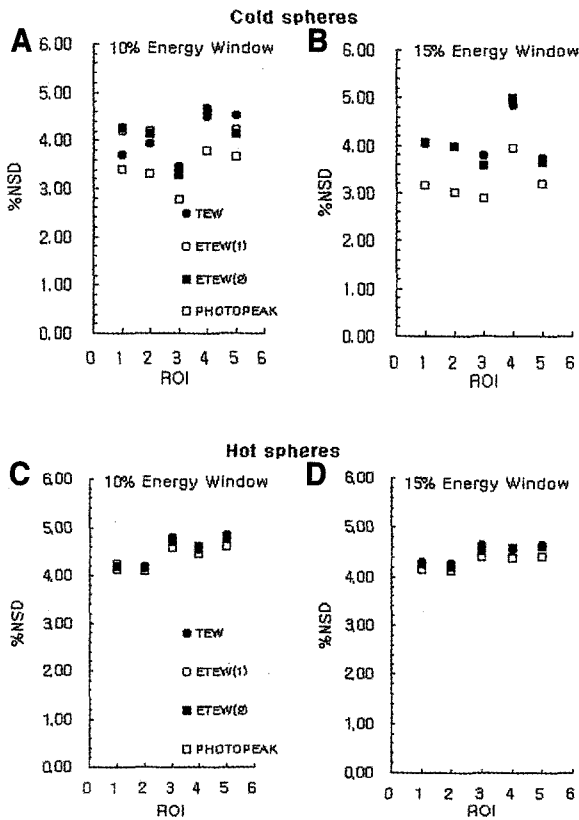 Cold spheres
A
10% Energy Window
6.00
5.00
4.00
3.00
2.00
1.00
0.00
%NSD
TEW
ETEW(1)
ETEW(2)
PHOTOPEAK
0 1 2 3 4 5 6
ROI
B
15% Energy Window
6.00
5.00
4.00
3.00
2.00
1.00
0.00
%NSD
0 1 2 3 4 5 6
ROI
Hot spheres
C
10% Energy Window
6.00
5.00
4.00
3.00
2.00
1.00
0.00
%NSD
TEW
ETEW(1)
ETEW(2)
PHOTOPEAK
0 1 2 3 4 5 6
ROI
D
15% Energy Window
6.00
5.00
4.00
3.00
2.00
1.00
0.00
%NSD
0 1 2 3 4 5 6
ROI